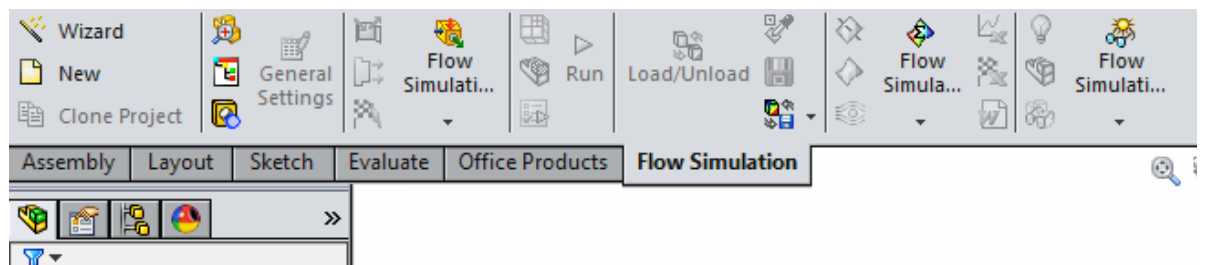 Wizard
New
Clone Project
General
Settings
Flow
Simulati...
Run
Load/Unload
Flow
Simula...
Flow
Simulati...
Assembly Layout Sketch Evaluate Office Products Flow Simulation
»